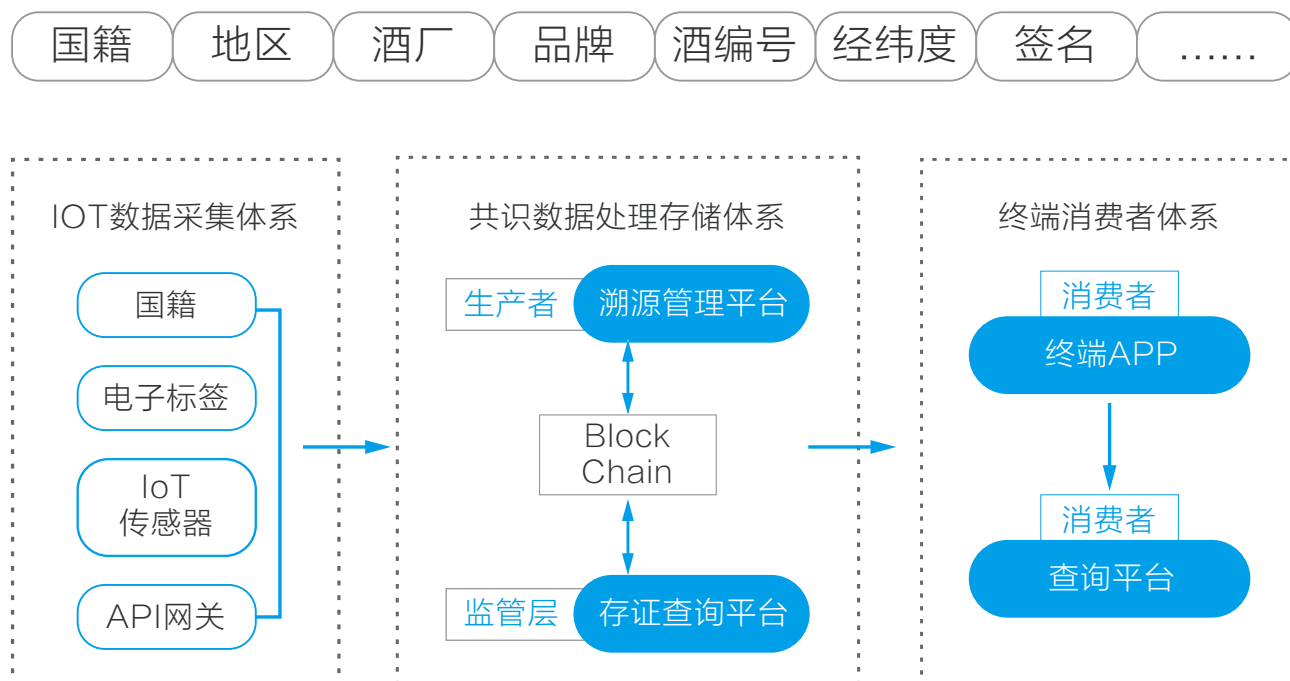 国籍 地区 酒厂 品牌 酒编号 经纬度 签名 ……
IOT数据采集体系
国籍
电子标签
IoT
传感器
API网关
共识数据处理存储体系
生产者 溯源管理平台
Block
Chain
监管层 存证查询平台
终端消费者体系
消费者
终端APP
消费者
查询平台